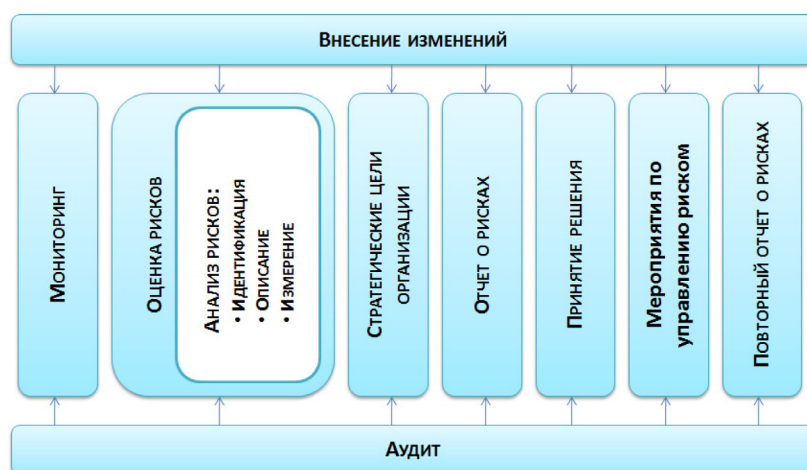 Внесение изменений
Мониторинг
Оценка рисков
Анализ рисков:
• Идентификация
• Описание
• Измерение
Стратегические цели
организации
Отчет о рисках
Принятие решения
Мероприятия по
управлению риском
Повторный отчет о рисках
Аудит